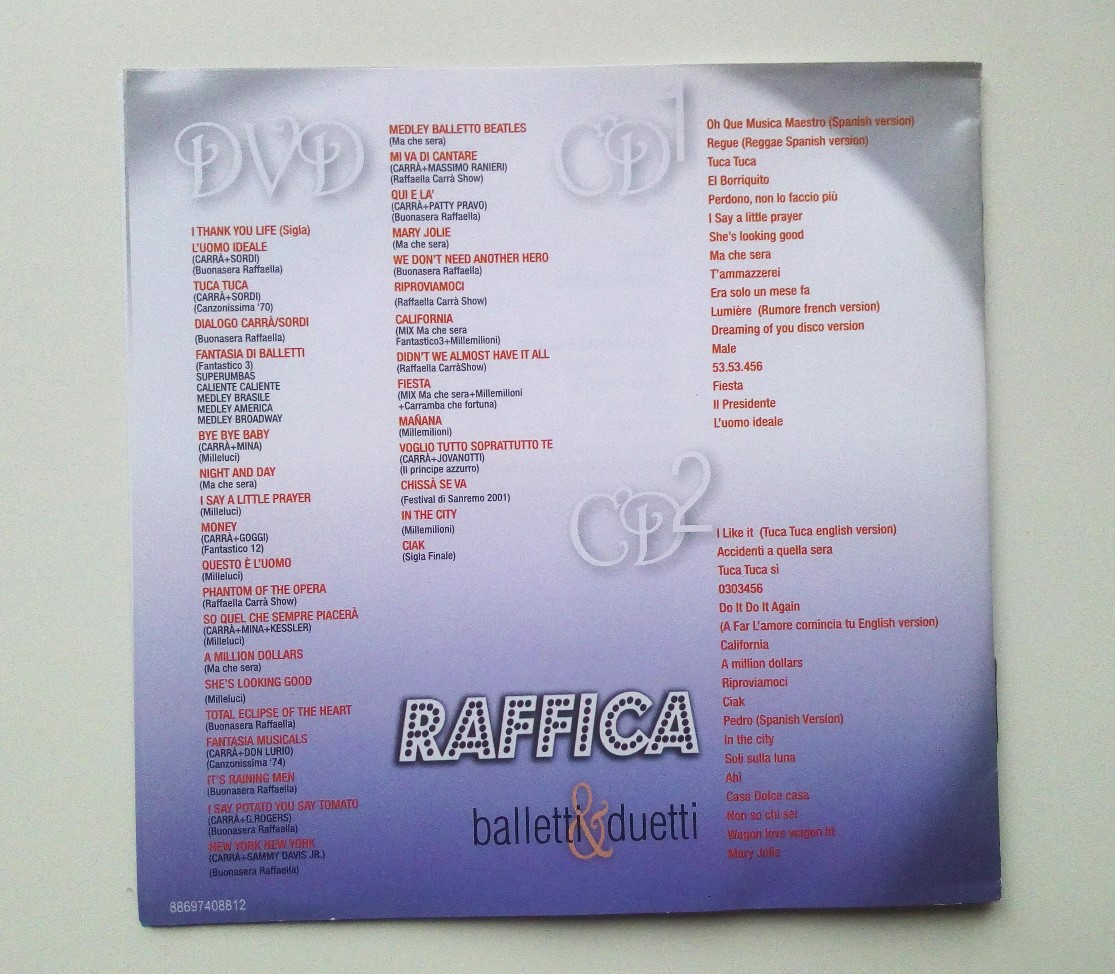 DVD
I THANK YOU LIFE (Sigla)
L'UOMO IDEALE
(CARRÀ+SORDI)
(Buonasera Raffaella)
TUCA TUCA
(CARRÀ+SORDI)
(Canzonissima '70)
DIALOGO CARRÀ/SORDI
(Buonasera Raffaella)
FANTASIA DI BALLETTI
(Fantastico 3)
SUPERUMBAS
CALIENTE CALIENTE
MEDLEY BRASILE
MEDLEY AMERICA
MEDLEY BROADWAY
BYE BYE BABY
(CARRÀ+MINA)
(Milleluci)
NIGHT AND DAY
(Ma che sera)
I SAY A LITTLE PRAYER
(Milleluci)
MONEY
(CARRÀ+GOGGI)
(Fantastico 12)
QUESTO È L'UOMO
(Milleluci)
PHANTOM OF THE OPERA
(Raffaella Carrà Show)
SO QUEL CHE SEMPRE PIACERÀ
(CARRÀ+MINA+KESSLER)
(Milleluci)
A MILLION DOLLARS
(Ma che sera)
SHE'S LOOKING GOOD
(Milleluci)
TOTAL ECLIPSE OF THE HEART
(Buonasera Raffaella)
FANTASIA MUSICALS
(CARRÀ+DON LURIO)
(Canzonissima '74)
IT'S RAINING MEN
(Buonasera Raffaella)
I SAY POTATO YOU SAY TOMATO
(CARRÀ+G.ROGERS)
(Buonasera Raffaella)
NEW YORK NEW YORK
(CARRÀ+SAMMY DAVIS JR.)
(Buonasera Raffaella)
MEDLEY BALLETTO BEATLES
(Ma che sera)
MI VA DI CANTARE
(CARRÀ+MASSIMO RANIERI)
(Raffaella Carrà Show)
QUI E LA'
(CARRÀ+PATTY PRAVO)
(Buonasera Raffaella)
MARY JOLIE
(Ma che sera)
WE DON'T NEED ANOTHER HERO
(Buonasera Raffaella)
RIPROVIAMOCI
(Raffaella Carrà Show)
CALIFORNIA
(MIX Ma che sera
Fantastico3+Millemilioni)
DIDN'T WE ALMOST HAVE IT ALL
(Raffaella CarràShow)
FIESTA
(MIX Ma che sera+Millemilioni
+Carramba che fortuna)
MAÑANA
(Millemilioni)
VOGLIO TUTTO SOPRATTUTTO TE
(CARRÀ+JOVANOTTI)
(Il principe azzurro)
CHISSÀ SE VA
(Festival di Sanremo 2001)
IN THE CITY
(Millemilioni)
CIAK
(Sigla Finale)
CD1
Oh Que Musica Maestro (Spanish version)
Regue (Reggae Spanish version)
Tuca Tuca
El Borriquito
Perdono, non lo faccio più
I Say a little prayer
She's looking good
Ma che sera
T'ammazzerei
Era solo un mese fa
Lumière (Rumore french version)
Dreaming of you disco version
Male
53.53.456
Fiesta
Il Presidente
L'uomo ideale
CD2
I Like it (Tuca Tuca english version)
Accidenti a quella sera
Tuca Tuca sì
0303456
Do It Do It Again
(A Far L'amore comincia tu English version)
California
A million dollars
Riproviamoci
Ciak
Pedro (Spanish Version)
In the city
Soli sulla luna
Ahi
Casa Dolce casa
Non so chi sei
Wagon love wagon lit
Mary Jolie
RAFFICA
balletti&duetti
88697408812